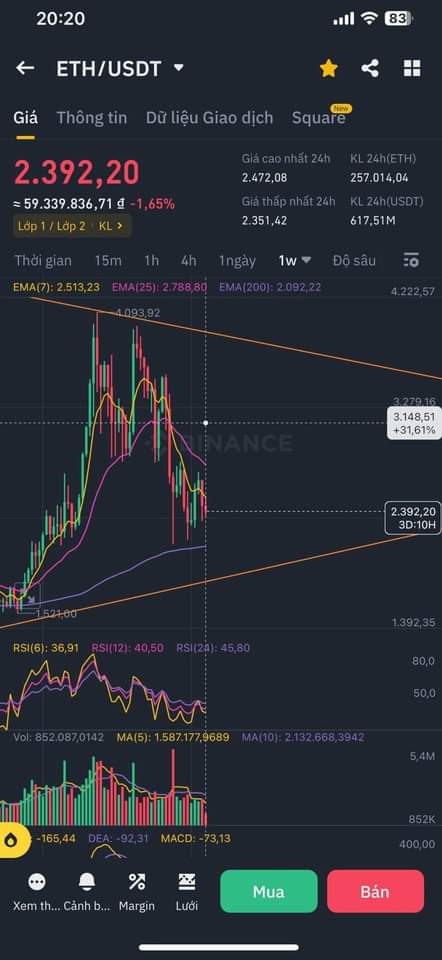 20:20
83
ETH/USDT
Giá Thông tin Dữ liệu Giao dịch Square New
2.392,20
≈ 59.339.836,71 ₫ -1,65%
Lớp 1 / Lớp 2 · KL >
Giá cao nhất 24h KL 24h(ETH)
2.472,08 257.014,04
Giá thấp nhất 24h KL 24h(USDT)
2.351,42 617,51M
Thời gian 15m 1h 4h 1ngày 1w Độ sâu
EMA(7): 2.513,23 EMA(25): 2.788,80 EMA(200): 2.092,22
4.222,57
4.093,92
3.279,16
3.148,51
+31,61%
BINANCE
2.392,20
3D:10H
1.521,00
1.392,35
RSI(6): 36,91 RSI(12): 40,50 RSI(24): 45,80
80,0
50,0
Vol: 852.087,0142 MA(5): 1.587.177,9689 MA(10): 2.132.668,3942
5,4M
852K
-165,44 DEA: -92,31 MACD: -73,13
400,00
Xem th... Cảnh b... Margin Lưới
Mua
Bán